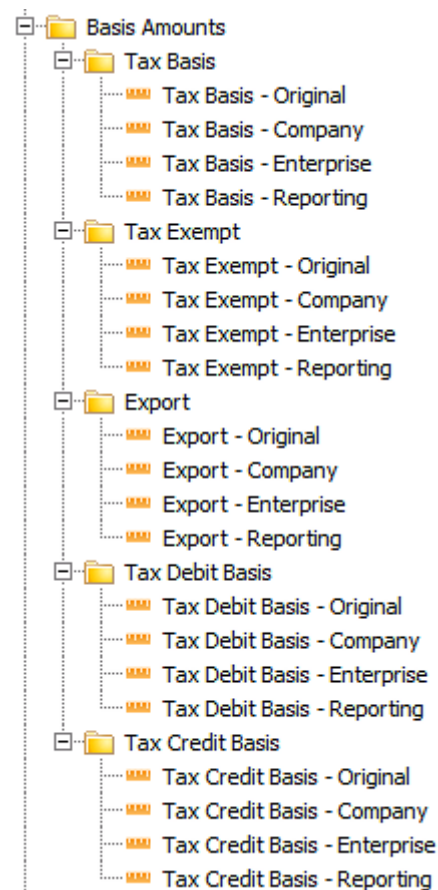 Basis Amounts
Tax Basis
Tax Basis - Original
Tax Basis - Company
Tax Basis - Enterprise
Tax Basis - Reporting
Tax Exempt
Tax Exempt - Original
Tax Exempt - Company
Tax Exempt - Enterprise
Tax Exempt - Reporting
Export
Export - Original
Export - Company
Export - Enterprise
Export - Reporting
Tax Debit Basis
Tax Debit Basis - Original
Tax Debit Basis - Company
Tax Debit Basis - Enterprise
Tax Debit Basis - Reporting
Tax Credit Basis
Tax Credit Basis - Original
Tax Credit Basis - Company
Tax Credit Basis - Enterprise
Tax Credit Basis - Reporting